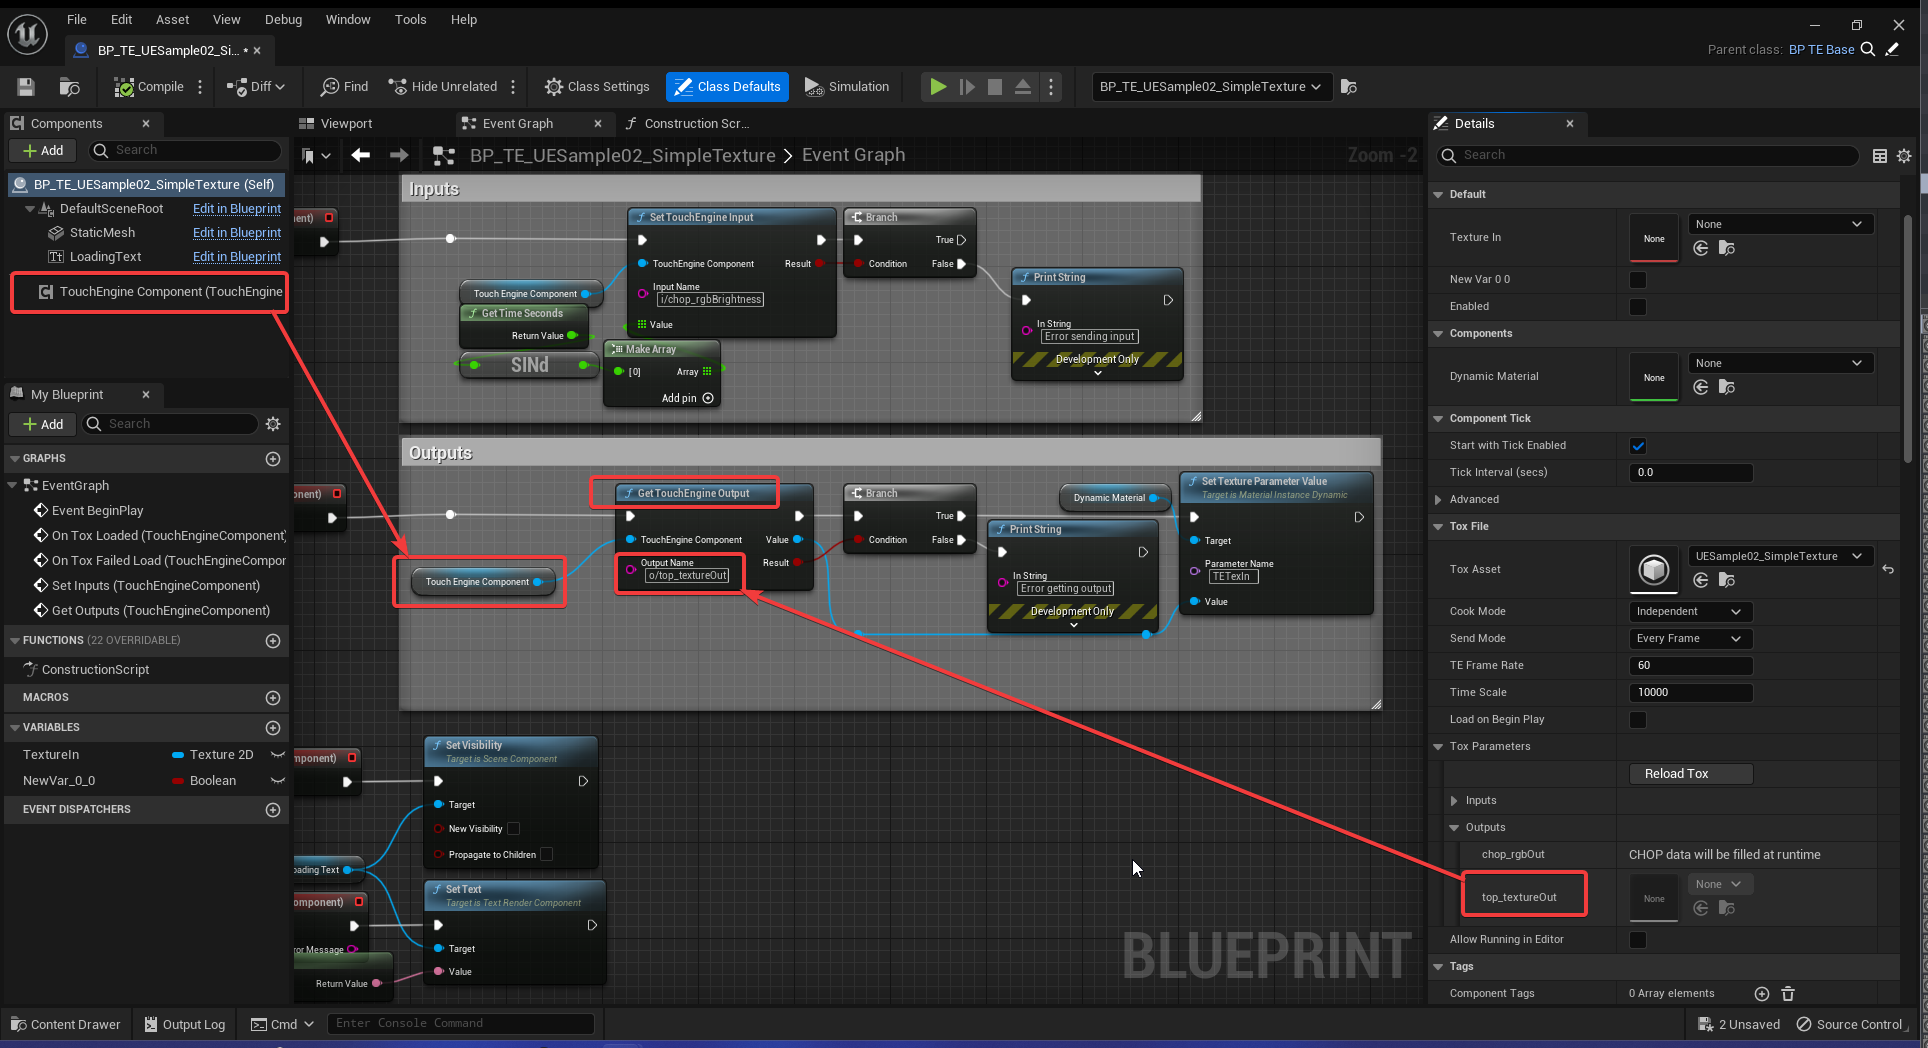 File Edit Asset View Debug Window Tools Help
BP_TE_UESample02_Si... •
Parent class: BP TE Base
Compile
Diff
Find
Hide Unrelated
Class Settings
Class Defaults
Simulation
BP_TE_UESample02_SimpleTexture
Components
Add
Search
BP_TE_UESample02_SimpleTexture (Self)
DefaultSceneRoot Edit in Blueprint
StaticMesh Edit in Blueprint
LoadingText Edit in Blueprint
TouchEngine Component (TouchEngine
My Blueprint
Add
Search
GRAPHS
EventGraph
Event BeginPlay
On Tox Loaded (TouchEngineComponent)
On Tox Failed Load (TouchEngineCompor
Set Inputs (TouchEngineComponent)
Get Outputs (TouchEngineComponent)
FUNCTIONS (22 OVERRIDABLE)
ConstructionScript
MACROS
VARIABLES
TextureIn Texture 2D
NewVar_0_0 Boolean
EVENT DISPATCHERS
Viewport
Event Graph
Construction Scr...
BP_TE_UESample02_SimpleTexture > Event Graph
Zoom -2
Inputs
ent)
Set TouchEngine Input
TouchEngine Component
Result
Input Name
i/chop_rgbBrightness
Value
Branch
True
Condition False
Touch Engine Component
Get Time Seconds
Return Value
SINd
Make Array
[0] Array
Add pin
Print String
In String
Error sending input
Development Only
Outputs
onent)
Get TouchEngine Output
TouchEngine Component Value
Output Name Result
o/top_textureOut
Touch Engine Component
Branch
True
Condition False
Print String
In String
Error getting output
Development Only
Dynamic Material
Set Texture Parameter Value
Target is Material Instance Dynamic
Target
Parameter Name
TETexIn
Value
mponent)
Set Visibility
Target is Scene Component
Target
New Visibility
Propagate to Children
oading Text
omponent)
ror Message
Return Value
Set Text
Target is Text Render Component
Target
Value
BLUEPRINT
Details
Search
Default
Texture In None None
New Var 0 0
Enabled
Components
Dynamic Material None None
Component Tick
Start with Tick Enabled
Tick Interval (secs) 0.0
Advanced
Tox File
Tox Asset UESample02_SimpleTexture
Cook Mode Independent
Send Mode Every Frame
TE Frame Rate 60
Time Scale 10000
Load on Begin Play
Tox Parameters
Reload Tox
Inputs
Outputs
chop_rgbOut CHOP data will be filled at runtime
top_textureOut None None
Allow Running in Editor
Tags
Component Tags 0 Array elements
Content Drawer
Output Log
Cmd
Enter Console Command
2 Unsaved
Source Control